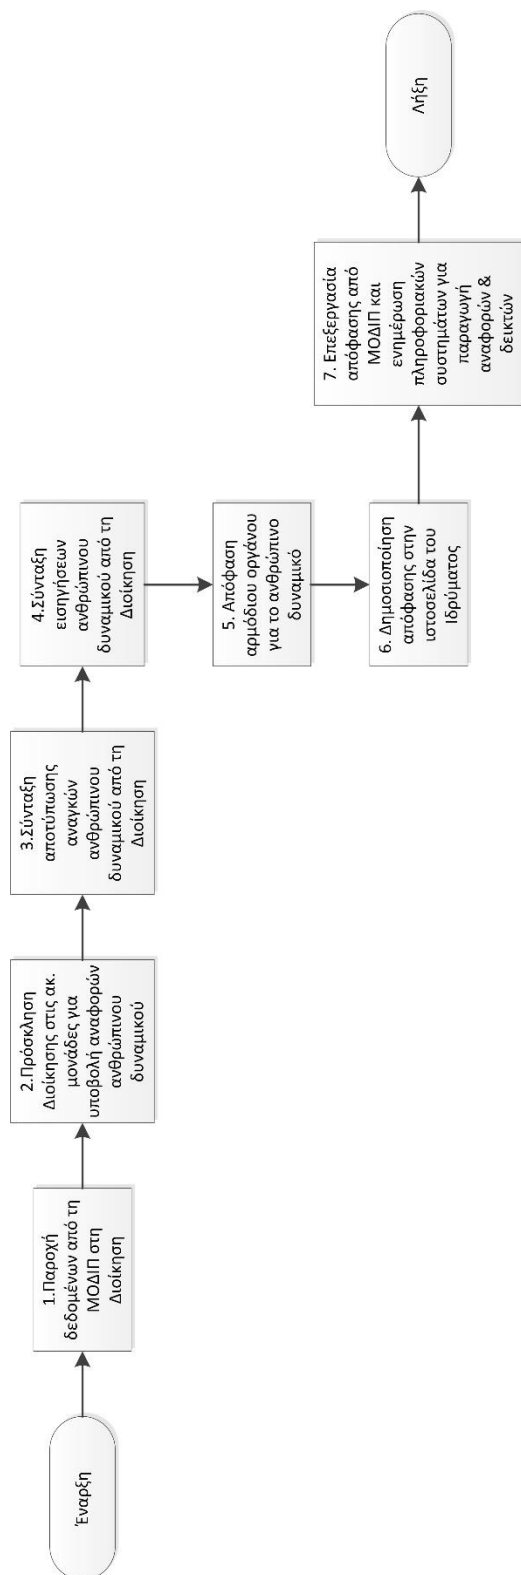 Έναρξη
1.Παροχή
δεδομένων από τη
ΜΟΔΙΠ στη
Διοίκηση
2.Πρόσκληση
Διοίκησης στις ακ.
μονάδες για
υποβολή αναφορών
ανθρώπινου
δυναμικού
3.Σύνταξη
αποτύπωσης
αναγκών
ανθρώπινου
δυναμικού από τη
Διοίκηση
4.Σύνταξη
εισηγήσεων
ανθρώπινου
δυναμικού από τη
Διοίκηση
5. Απόφαση
αρμόδιου οργάνου
για το ανθρώπινο
δυναμικό
6. Δημοσιοποίηση
απόφασης στην
ιστοσελίδα του
Ιδρύματος
7. Επεξεργασία
απόφασης από
ΜΟΔΙΠ και
ενημέρωση
πληροφοριακών
συστημάτων για
παραγωγή
αναφορών &
δεικτών
Λήξη